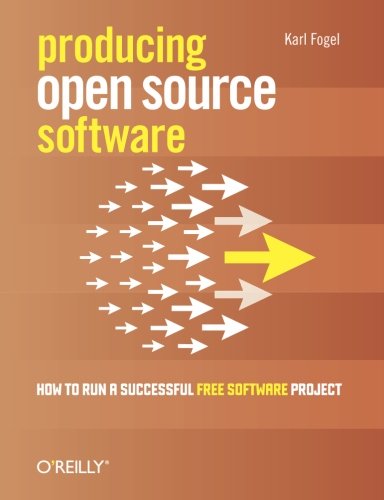 Karl Fogel
producing
open source
software
HOW TO RUN A SUCCESSFUL FREE SOFTWARE PROJECT
O'REILLY®